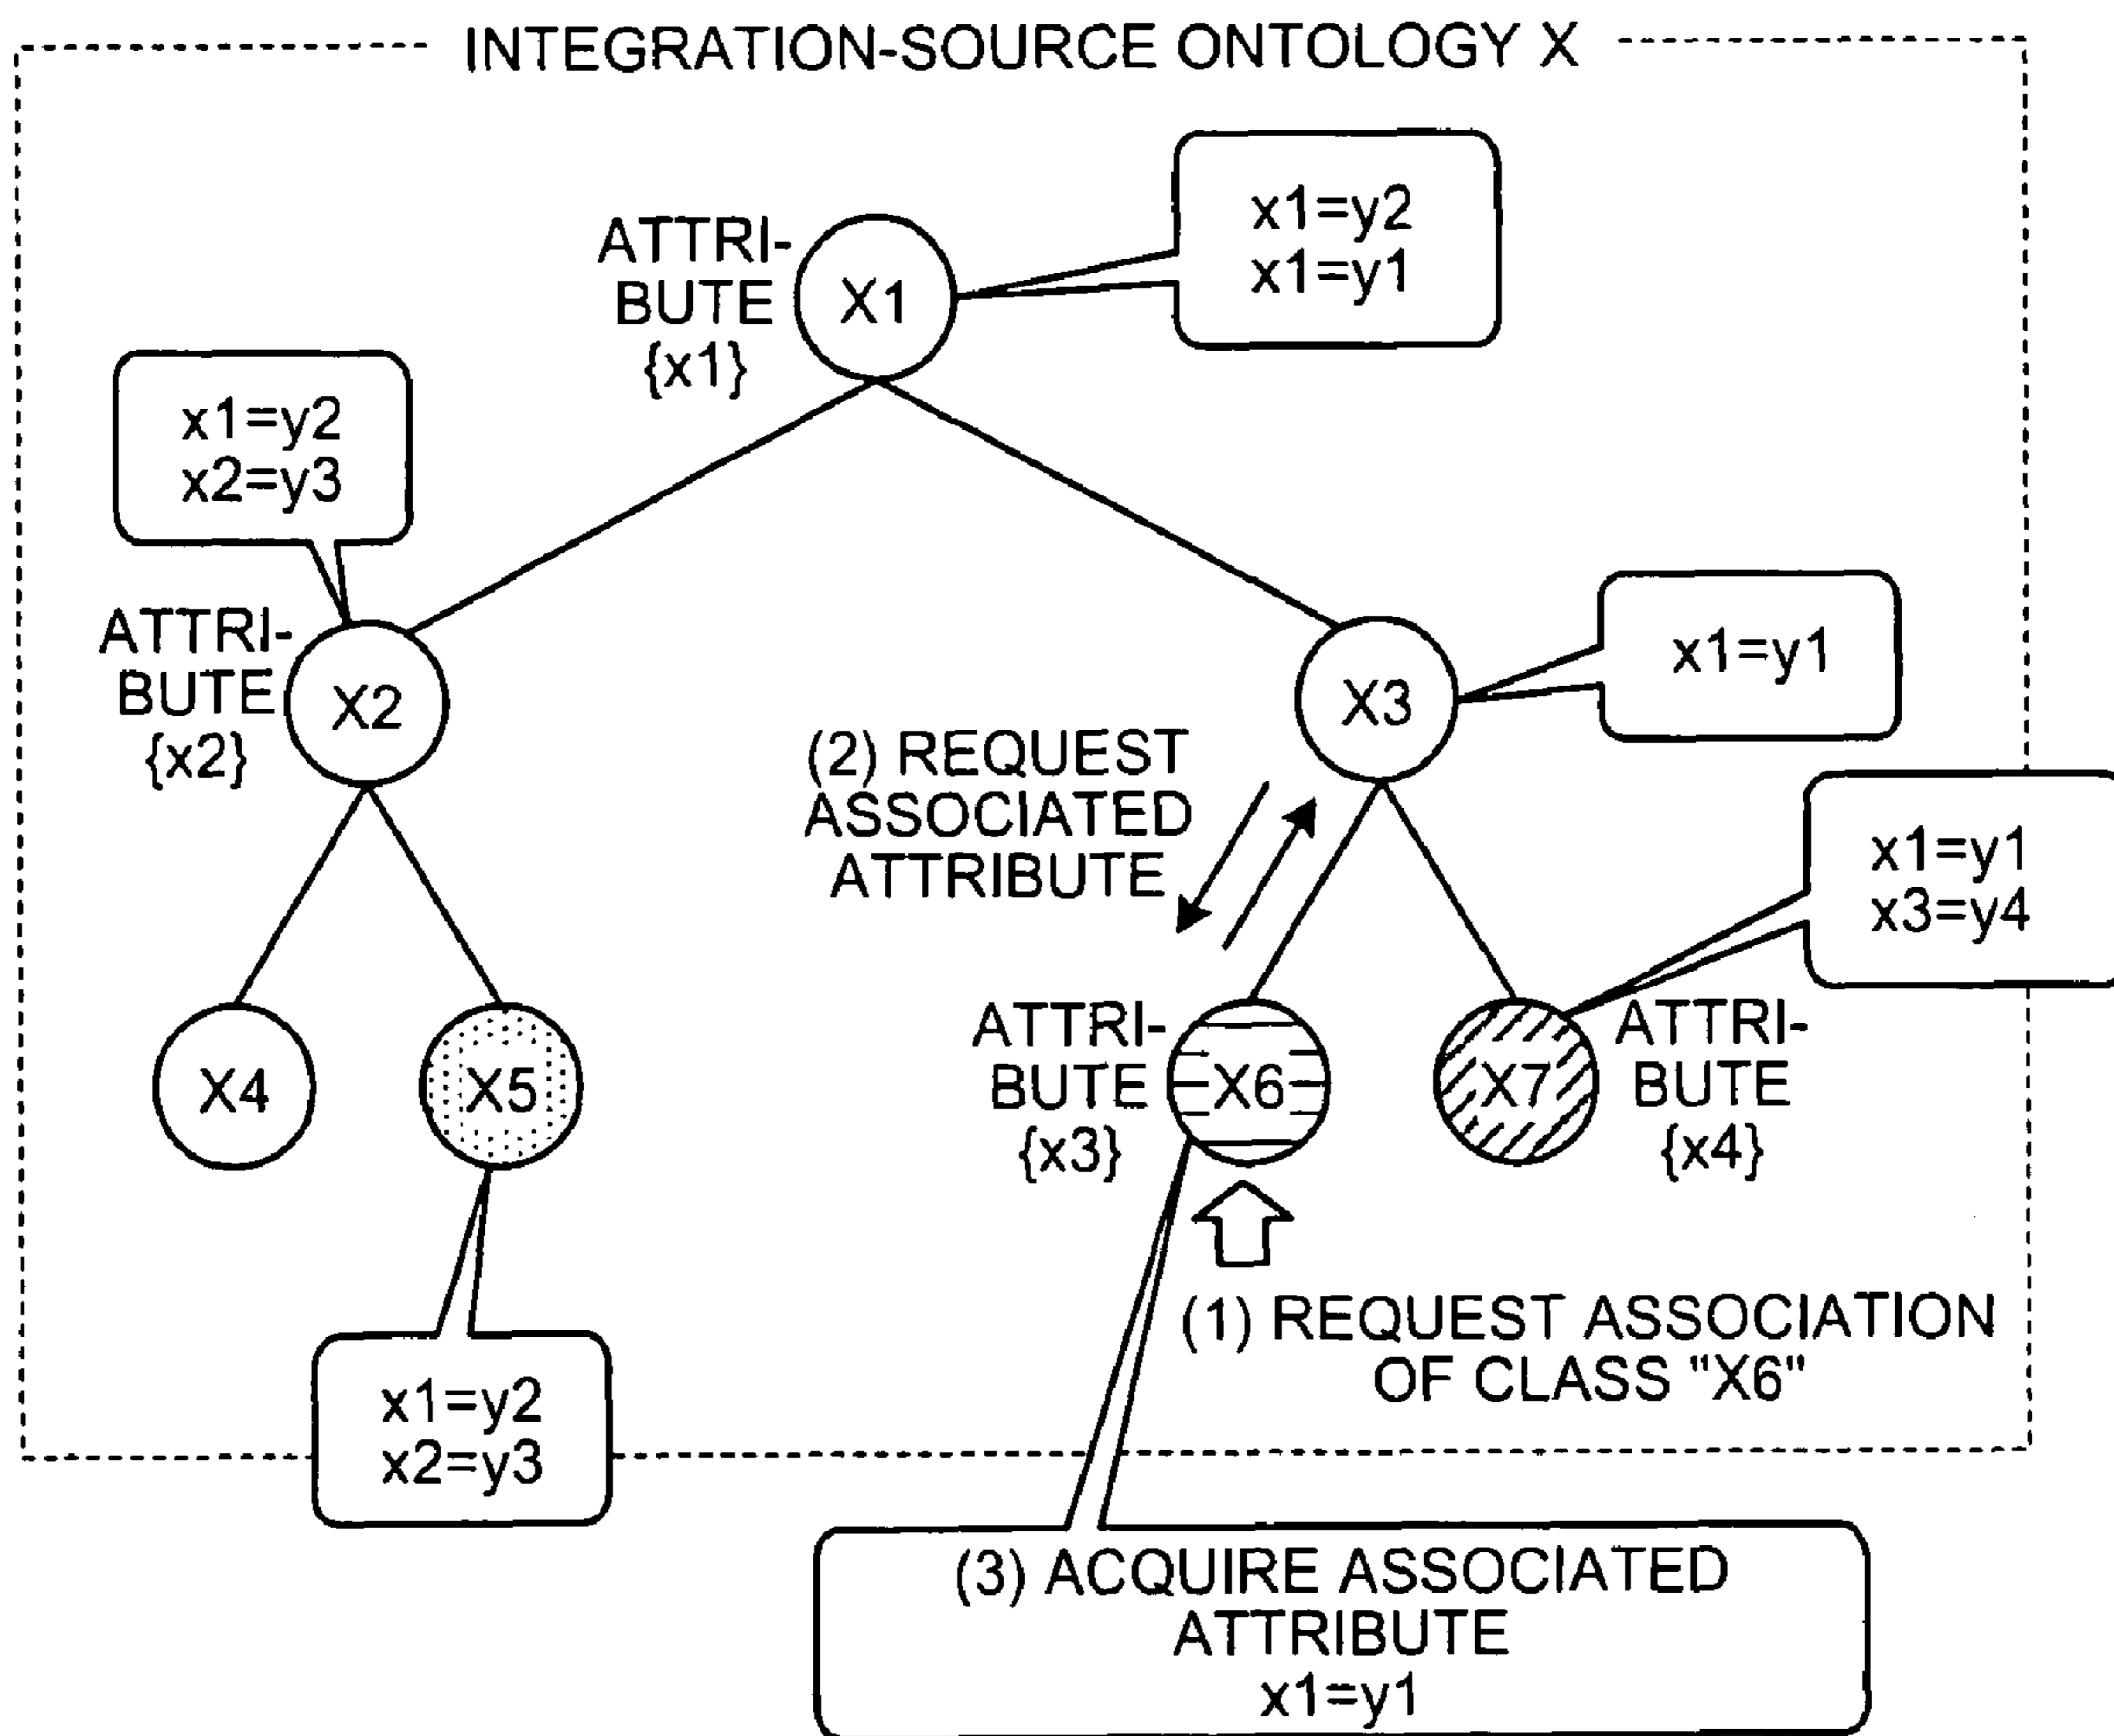 INTEGRATION-SOURCE ONTOLOGY X
x1=y2
x1=y1
ATTRI-
BUTE
{x1}
X1
x1=y2
x2=y3
ATTRI-
BUTE
{x2}
X2
X3
x1=y1
(2) REQUEST
ASSOCIATED
ATTRIBUTE
x1=y1
x3=y4
X4
X5
ATTRI-
BUTE
{x3}
X6
X7
ATTRI-
BUTE
{x4}
(1) REQUEST ASSOCIATION
OF CLASS "X6"
x1=y2
x2=y3
(3) ACQUIRE ASSOCIATED
ATTRIBUTE
x1=y1